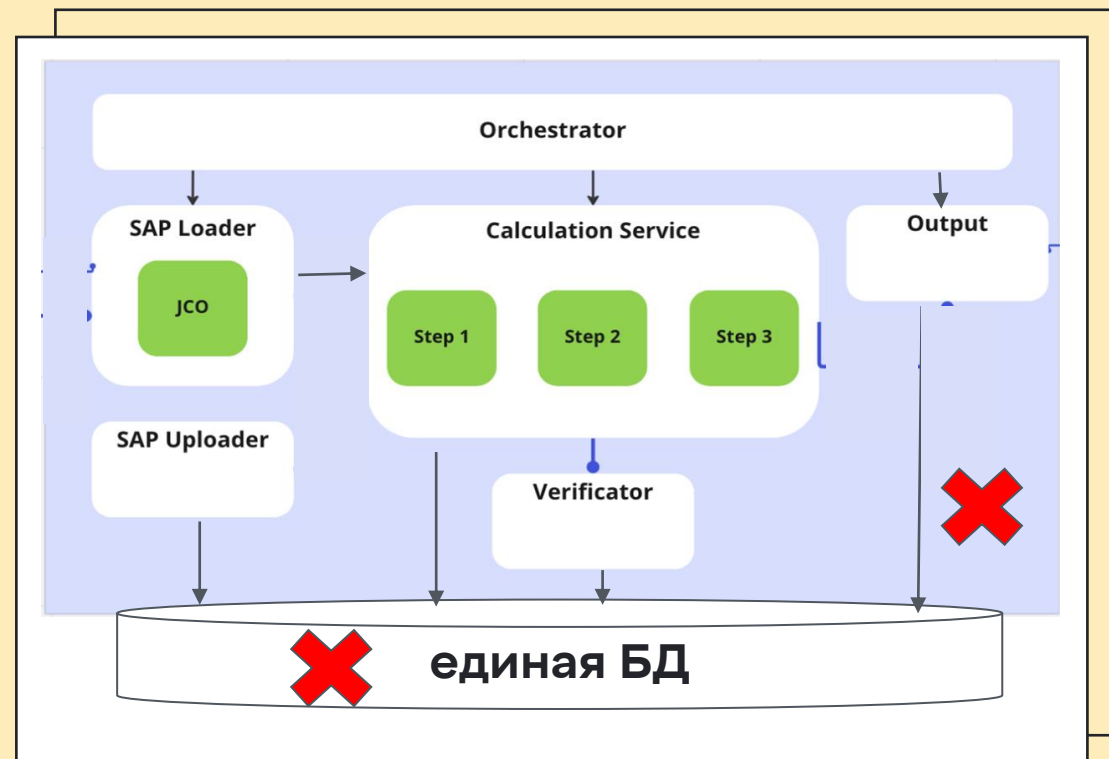 Orchestrator
SAP Loader
JCO
Calculation Service
Step 1
Step 2
Step 3
Output
SAP Uploader
Verificator
единая БД